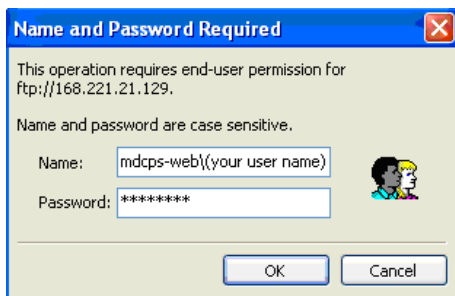 Name and Password Required
This operation requires end-user permission for
ftp://168.221.21.129.
Name and password are case sensitive.
Name: mdcps-web\(your user name)
Password: ********
OK Cancel